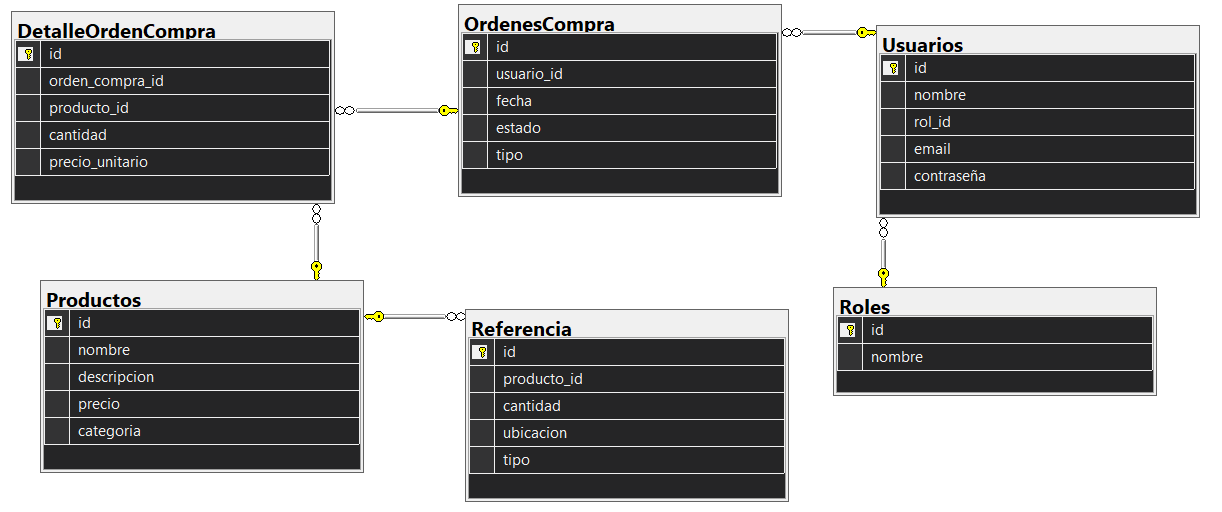 DetalleOrdenCompra
id
orden_compra_id
producto_id
cantidad
precio_unitario
OrdenesCompra
id
usuario_id
fecha
estado
tipo
Usuarios
id
nombre
rol_id
email
contraseña
Productos
id
nombre
descripcion
precio
categoria
Referencia
id
producto_id
cantidad
ubicacion
tipo
Roles
id
nombre